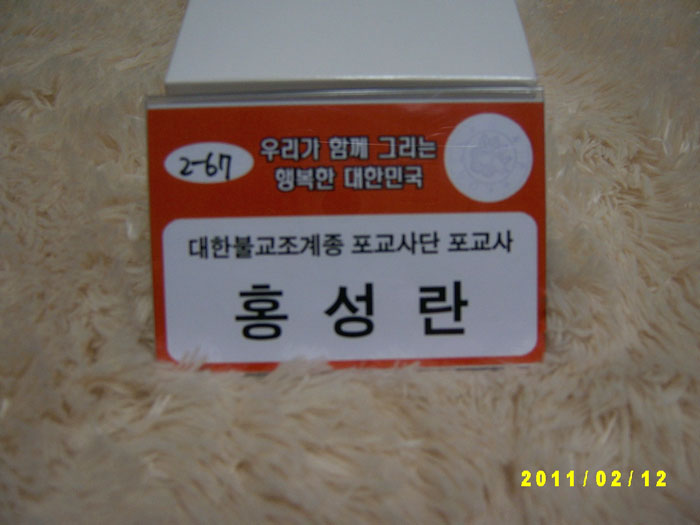 2-67
우리가 함께 그리는
행복한 대한민국
대한불교조계종 포교사단 포교사
홍 성 란
2011/02/12